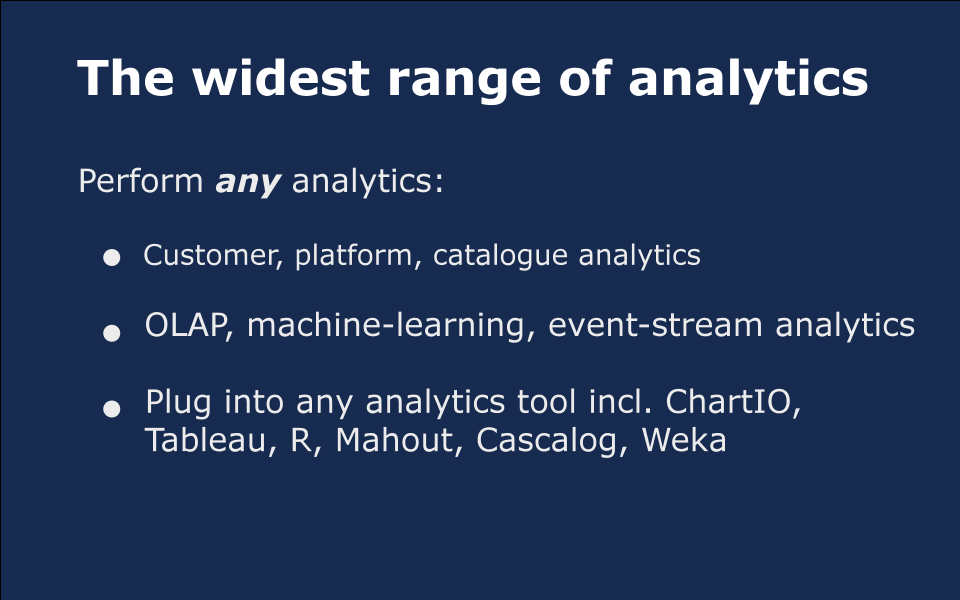 The widest range of analytics
Perform any analytics:
● Customer, platform, catalogue analytics
● OLAP, machine-learning, event-stream analytics
● Plug into any analytics tool incl. ChartIO,
Tableau, R, Mahout, Cascalog, Weka